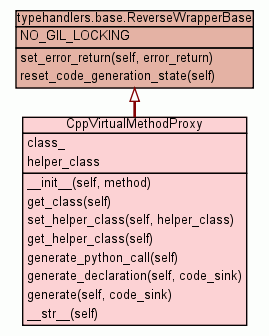 typehandlers.base.ReverseWrapperBase
NO_GIL_LOCKING
set_error_return(self, error_return)
reset_code_generation_state(self)
CppVirtualMethodProxy
class_
helper_class
__init__(self, method)
get_class(self)
set_helper_class(self, helper_class)
get_helper_class(self)
generate_python_call(self)
generate_declaration(self, code_sink)
generate(self, code_sink)
__str__(self)